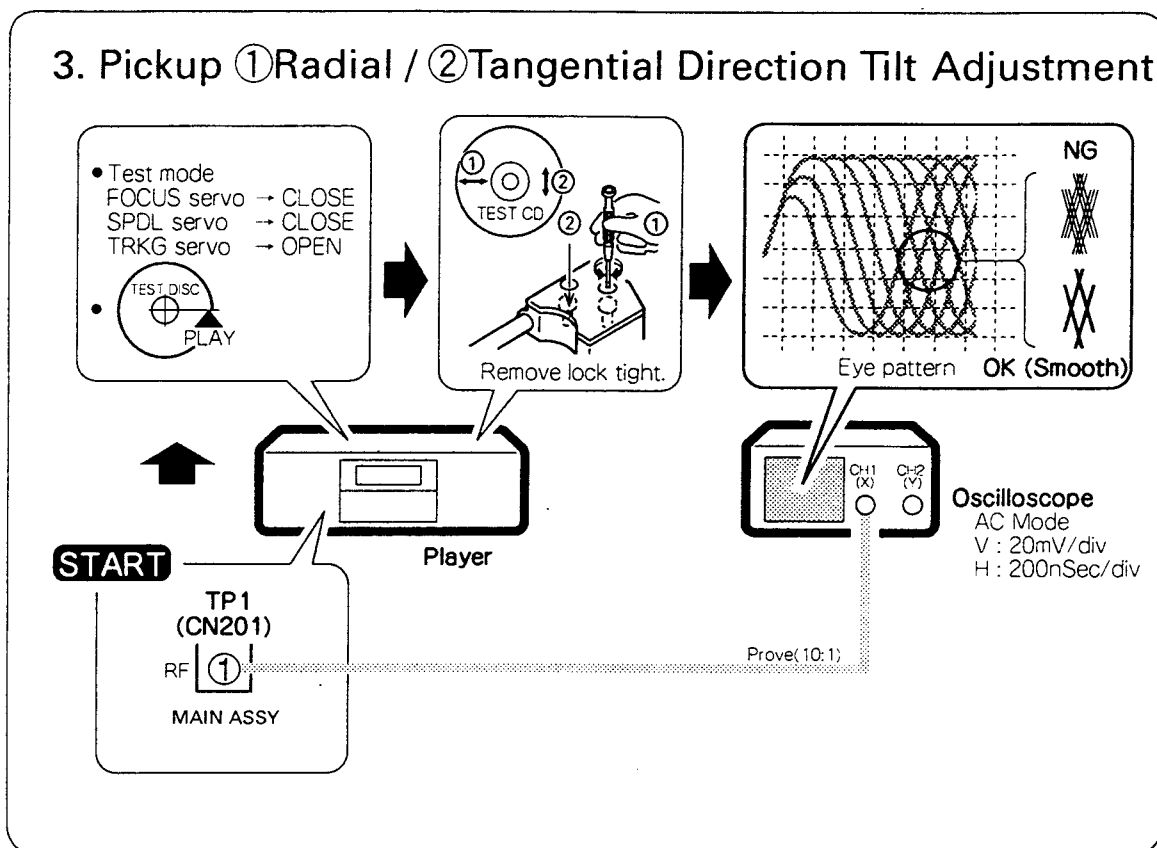 3. Pickup ①Radial / ②Tangential Direction Tilt Adjustment
• Test mode
FOCUS servo → CLOSE
SPDL servo → CLOSE
TRKG servo → OPEN
•
TEST DISC
PLAY
①
②
TEST CD
②
①
Remove lock tight.
NG
Eye pattern
OK (Smooth)
CH1
(X)
CH2
(Y)
Oscilloscope
AC Mode
V : 20mV/div
H : 200nSec/div
Player
START
TP1
(CN201)
RF ①
MAIN ASSY
Prove(10:1)